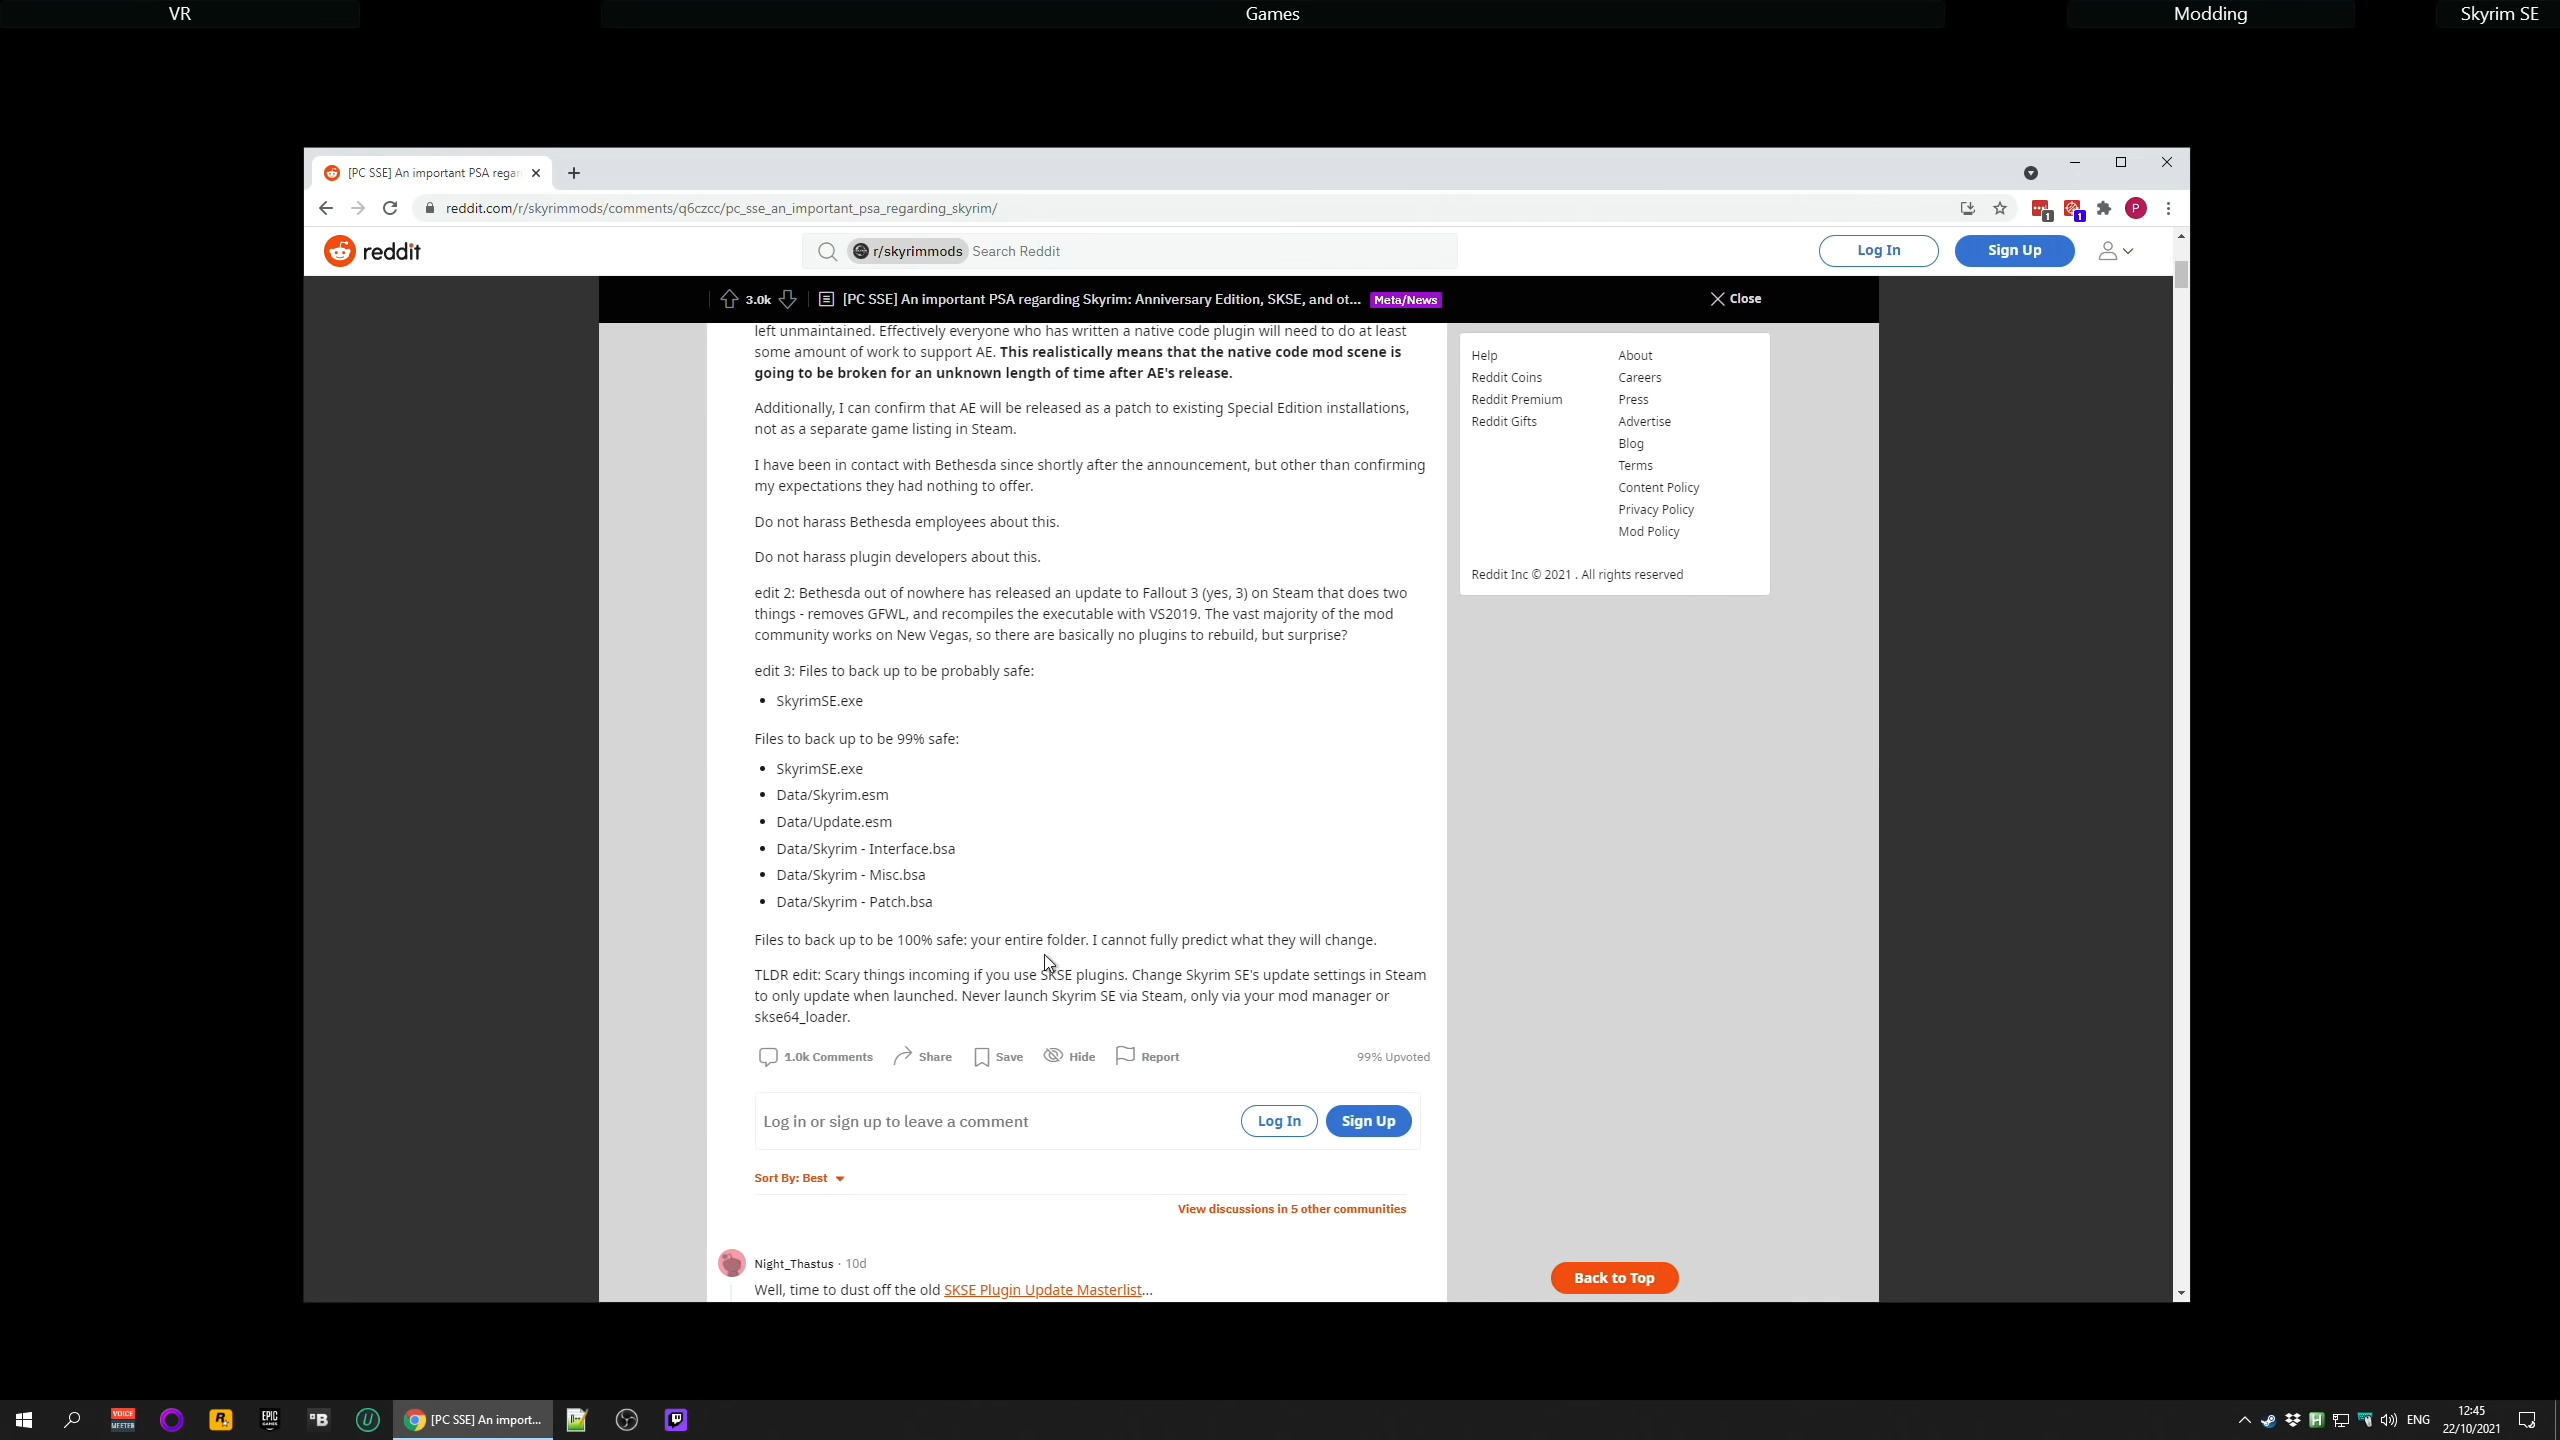 VR
Games
Modding
Skyrim SE
[PC SSE] An important PSA regar
reddit.com/r/skyrimmods/comments/q6czcc/pc_sse_an_important_psa_regarding_skyrim/
1
1
P
reddit
r/skyrimmods
Search Reddit
Log In
Sign Up
3.0k
[PC SSE] An important PSA regarding Skyrim: Anniversary Edition, SKSE, and ot...
Meta/News
Close
left unmaintained. Effectively everyone who has written a native code plugin will need to do at least
some amount of work to support AE. This realistically means that the native code mod scene is
going to be broken for an unknown length of time after AE's release.
Additionally, I can confirm that AE will be released as a patch to existing Special Edition installations,
not as a separate game listing in Steam.
I have been in contact with Bethesda since shortly after the announcement, but other than confirming
my expectations they had nothing to offer.
Do not harass Bethesda employees about this.
Do not harass plugin developers about this.
edit 2: Bethesda out of nowhere has released an update to Fallout 3 (yes, 3) on Steam that does two
things - removes GFWL, and recompiles the executable with VS2019. The vast majority of the mod
community works on New Vegas, so there are basically no plugins to rebuild, but surprise?
edit 3: Files to back up to be probably safe:
• SkyrimSE.exe
Files to back up to be 99% safe:
• SkyrimSE.exe
• Data/Skyrim.esm
• Data/Update.esm
• Data/Skyrim - Interface.bsa
• Data/Skyrim - Misc.bsa
• Data/Skyrim - Patch.bsa
Files to back up to be 100% safe: your entire folder. I cannot fully predict what they will change.
TLDR edit: Scary things incoming if you use SKSE plugins. Change Skyrim SE's update settings in Steam
to only update when launched. Never launch Skyrim SE via Steam, only via your mod manager or
skse64_loader.
1.0k Comments
Share
Save
Hide
Report
99% Upvoted
Log in or sign up to leave a comment
Log In
Sign Up
Sort By: Best
View discussions in 5 other communities
Night_Thastus · 10d
Well, time to dust off the old SKSE Plugin Update Masterlist...
Help
Reddit Coins
Reddit Premium
Reddit Gifts
About
Careers
Press
Advertise
Blog
Terms
Content Policy
Privacy Policy
Mod Policy
Reddit Inc © 2021 . All rights reserved
Back to Top
VOICE
MEETER
R
EPIC
GAMES
B
U
[PC SSE] An import...
H
ENG
12:45
22/10/2021